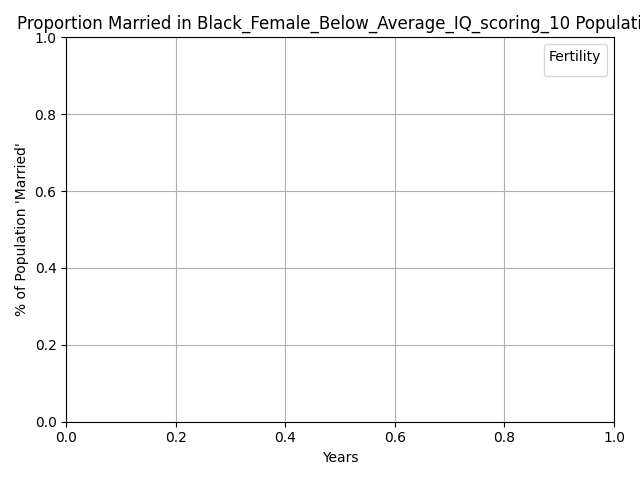 Proportion Married in Black_Female_Below_Average_IQ_scoring_10 Populati
Fertility
% of Population 'Married'
1.0
0.8
0.6
0.4
0.2
0.0
0.0 0.2 0.4 0.6 0.8 1.0
Years